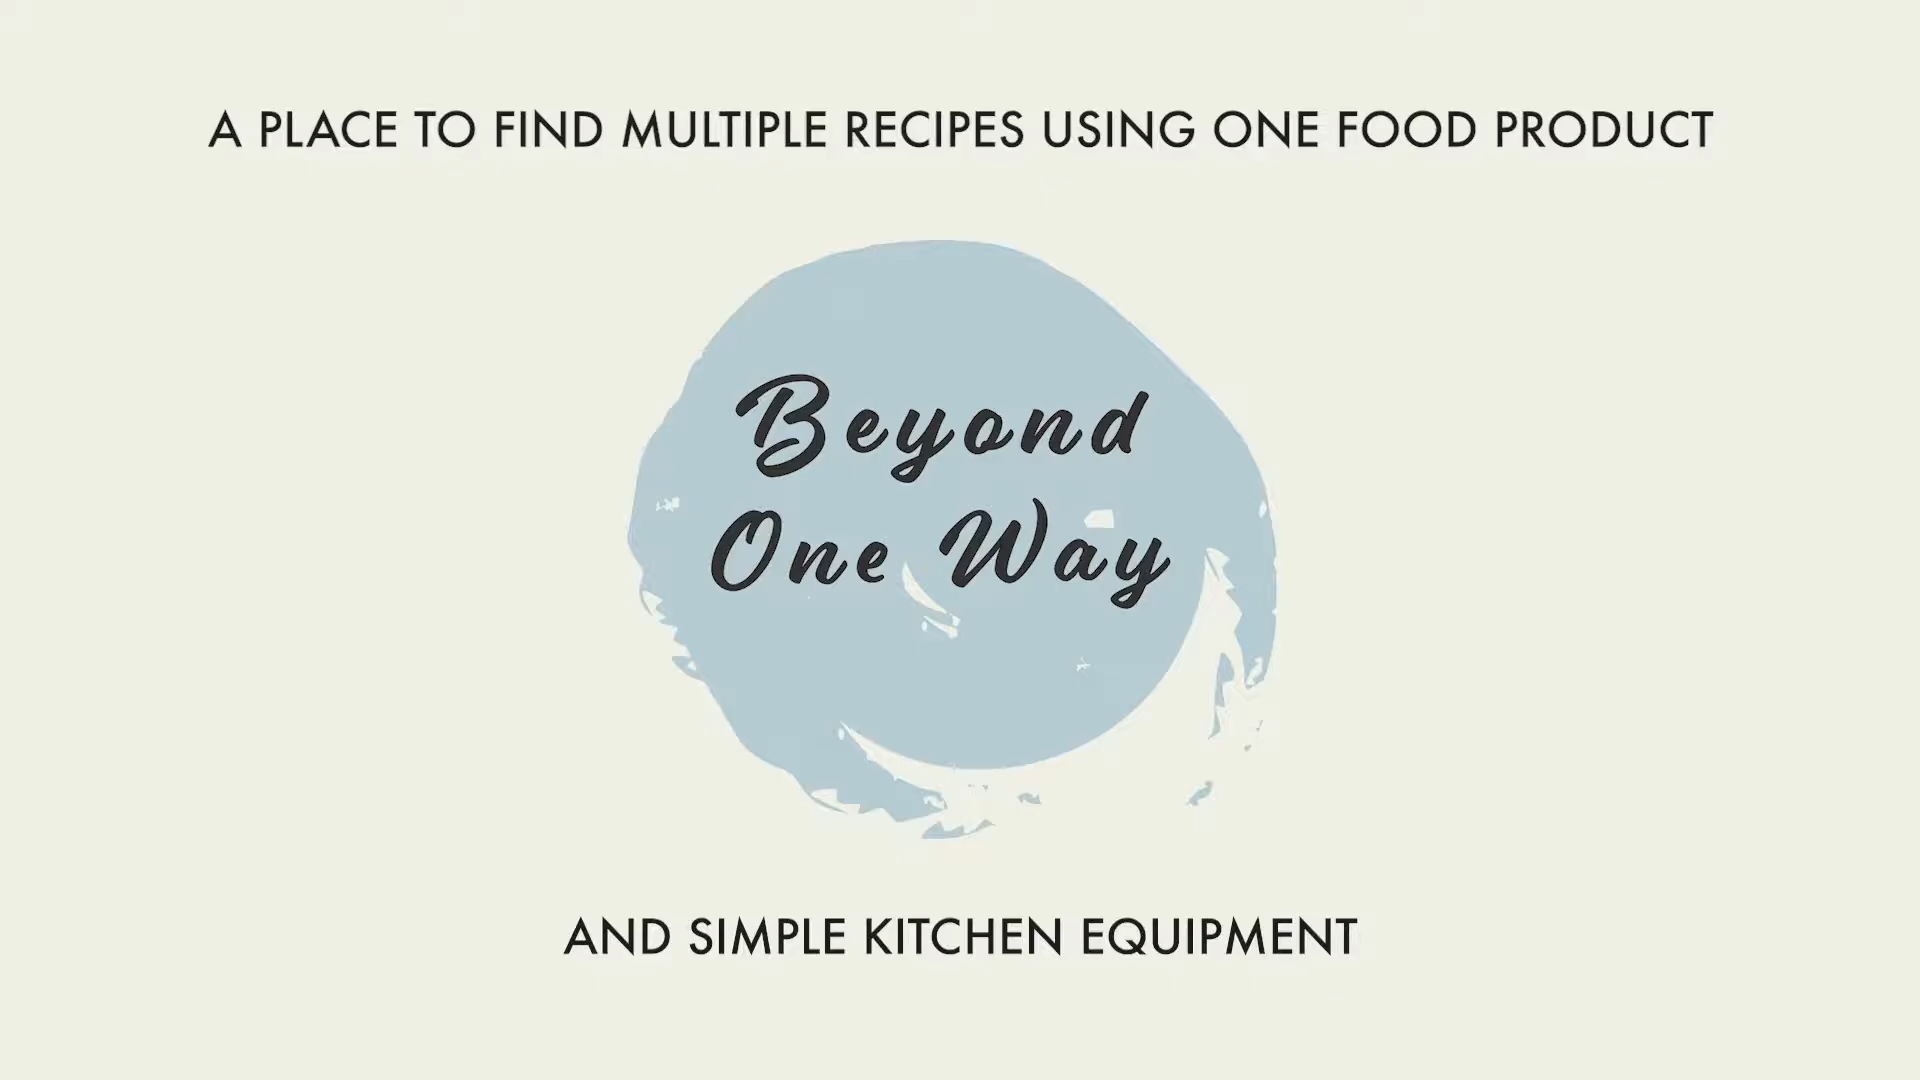 A PLACE TO FIND MULTIPLE RECIPES USING ONE FOOD PRODUCT
Beyond
One Way
AND SIMPLE KITCHEN EQUIPMENT